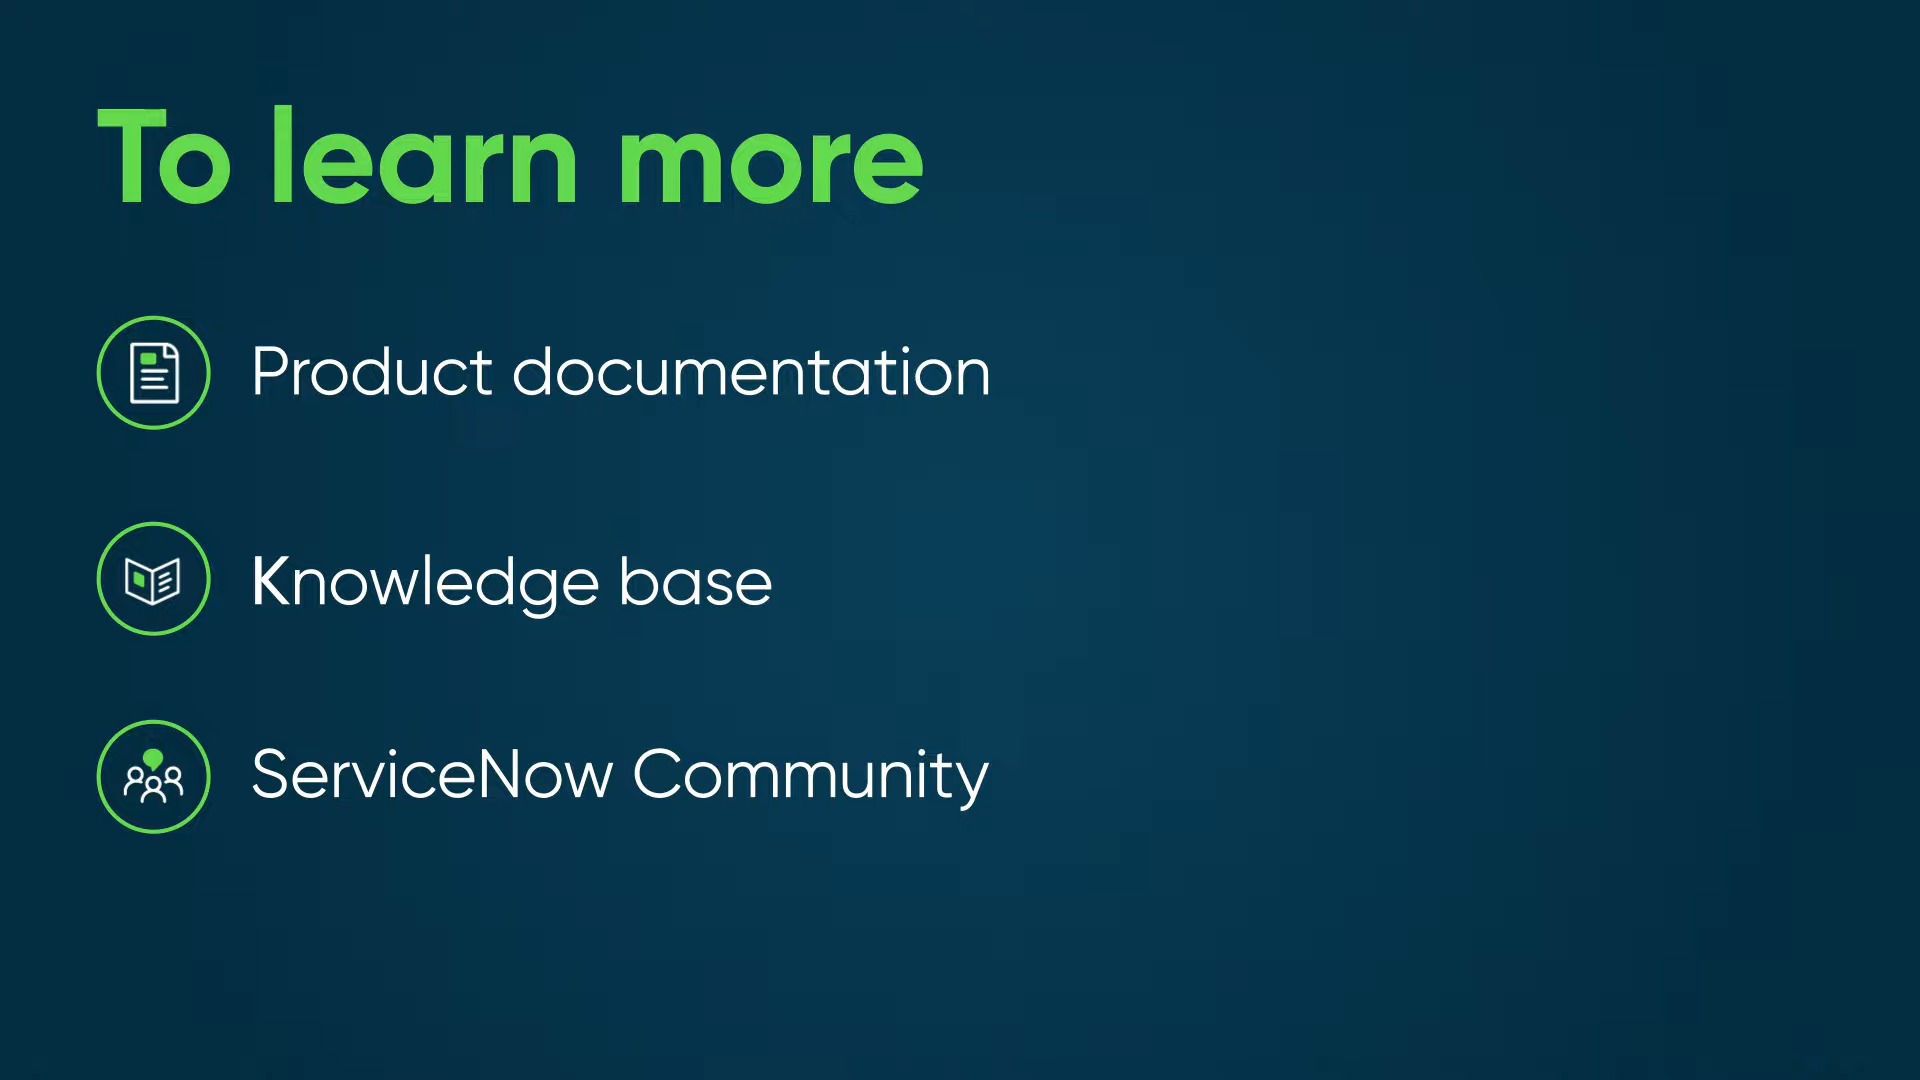 To learn more
Product documentation
Knowledge base
ServiceNow Community